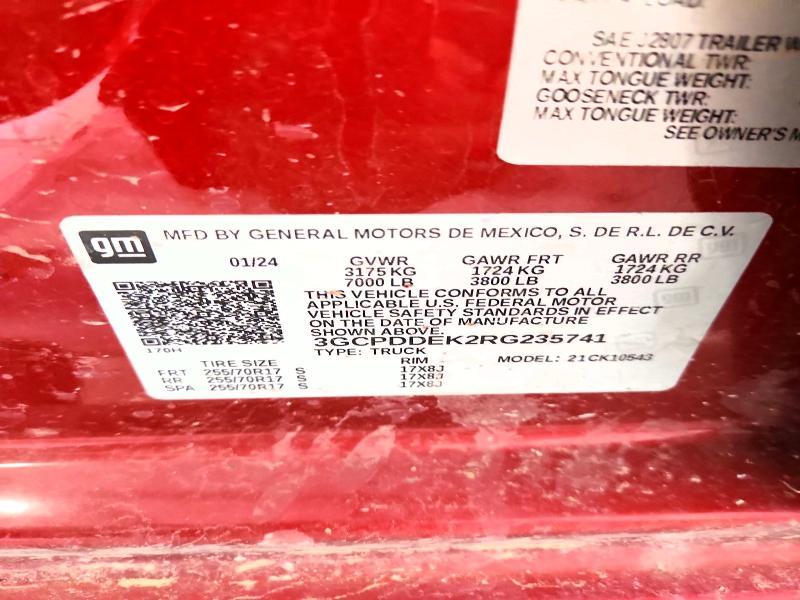 LOAD.
SAE J2807 TRAILER
CONVENTIONAL TWR:
MAX TONGUE WEIGHT:
GOOSENECK TWR:
MAX TONGUE WEIGHT:
SEE OWNER'S
gm MFD BY GENERAL MOTORS DE MEXICO, S. DE R.L. DE C.V.
01/24 GVWR GAWR FRT GAWR RR
3175 KG 1724 KG 1724 KG
7000 LB 3800 LB 3800 LB
THIS VEHICLE CONFORMS TO ALL
APPLICABLE U.S. FEDERAL MOTOR
VEHICLE SAFETY STANDARDS IN EFFECT
ON THE DATE OF MANUFACTURE
SHOWN ABOVE.
3GCPDDEK2RG235741
170H TYPE: TRUCK MODEL: 21CK10543
TIRE SIZE RIM
FRT 255/70R17 S 17X8J
RR 255/70R17 S 17X8J
SPA 255/70R17 S 17X8J